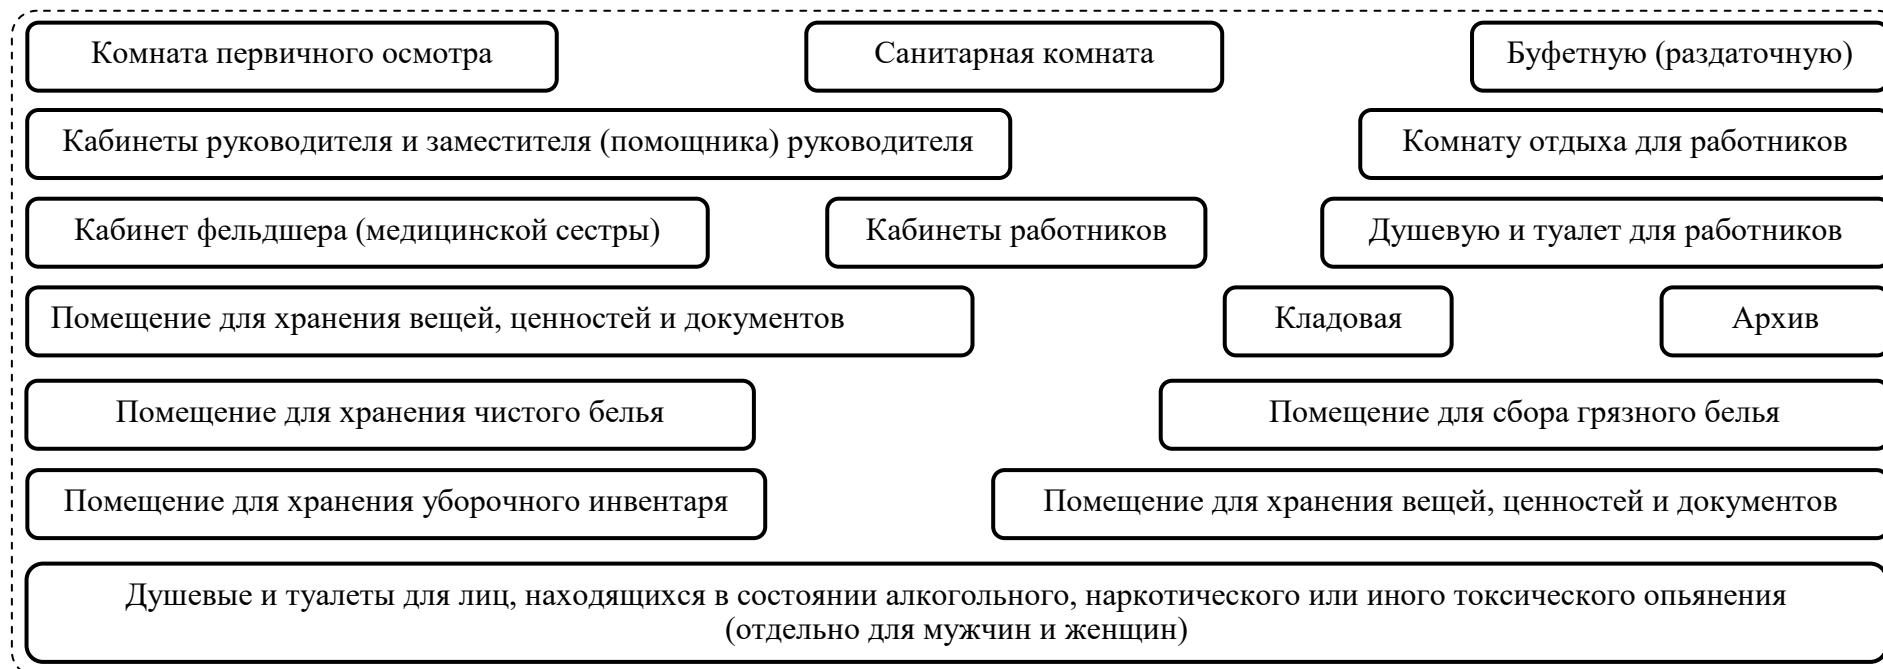 Комната первичного осмотра
Санитарная комната
Буфетную (раздаточную)
Кабинеты руководителя и заместителя (помощника) руководителя
Комнату отдыха для работников
Кабинет фельдшера (медицинской сестры)
Кабинеты работников
Душевую и туалет для работников
Помещение для хранения вещей, ценностей и документов
Кладовая
Архив
Помещение для хранения чистого белья
Помещение для сбора грязного белья
Помещение для хранения уборочного инвентаря
Помещение для хранения вещей, ценностей и документов
Душевые и туалеты для лиц, находящихся в состоянии алкогольного, наркотического или иного токсического опьянения
(отдельно для мужчин и женщин)